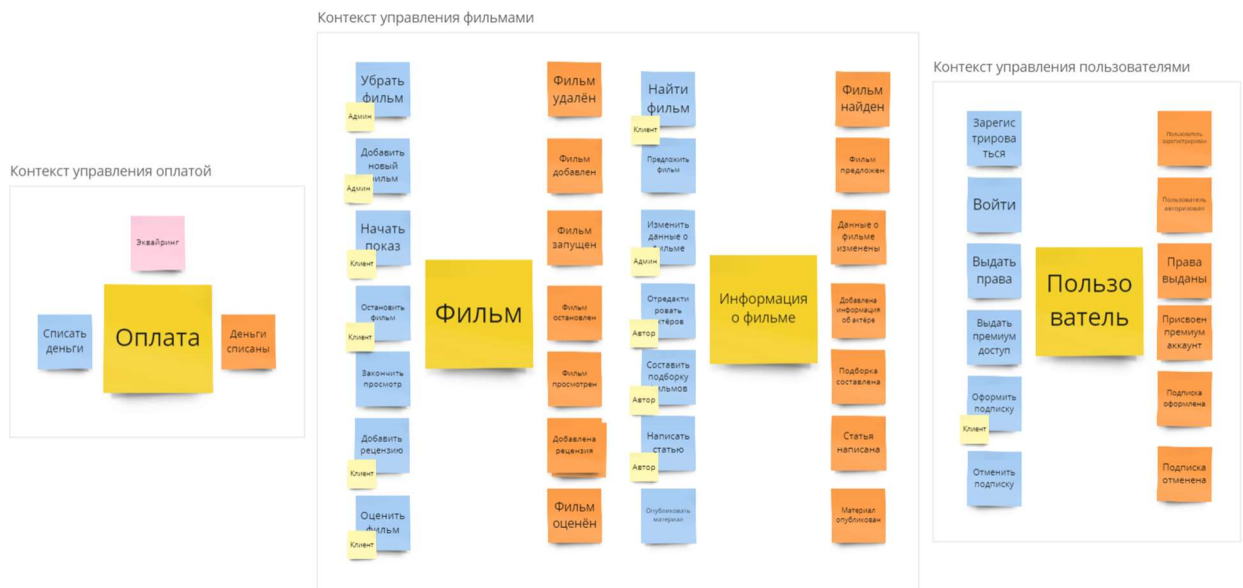 Контекст управления оплатой
Эквайринг
Списать
деньги
Оплата
Деньги
списаны
Контекст управления фильмами
Убрать
фильм
Админ
Фильм
удалён
Добавить
новый
фильм
Админ
Фильм
добавлен
Начать
показ
Клиент
Фильм
запущен
Остановить
фильм
Клиент
Фильм
остановлен
Закончить
просмотр
Фильм
просмотрен
Добавить
рецензию
Клиент
Добавлена
рецензия
Оценить
фильм
Клиент
Фильм
оценён
Фильм
Найти
фильм
Клиент
Фильм
найден
Предложить
фильм
Фильм
предложен
Изменить
данные о
фильме
Админ
Данные о
фильме
изменены
Отредакти
ровать
актёров
Автор
Добавлена
информация
об актёре
Составить
подборку
фильмов
Автор
Подборка
составлена
Написать
статью
Автор
Статья
написана
Опубликовать
материал
Материал
опубликован
Информация
о фильме
Контекст управления пользователями
Зарегис
трирова
ться
Пользователь
зарегистрирован
Войти
Пользователь
авторизован
Выдать
права
Права
выданы
Выдать
премиум
доступ
Присвоен
премиум
аккаунт
Оформить
подписку
Клиент
Подписка
оформлена
Отменить
подписку
Подписка
отменена
Пользо
ватель